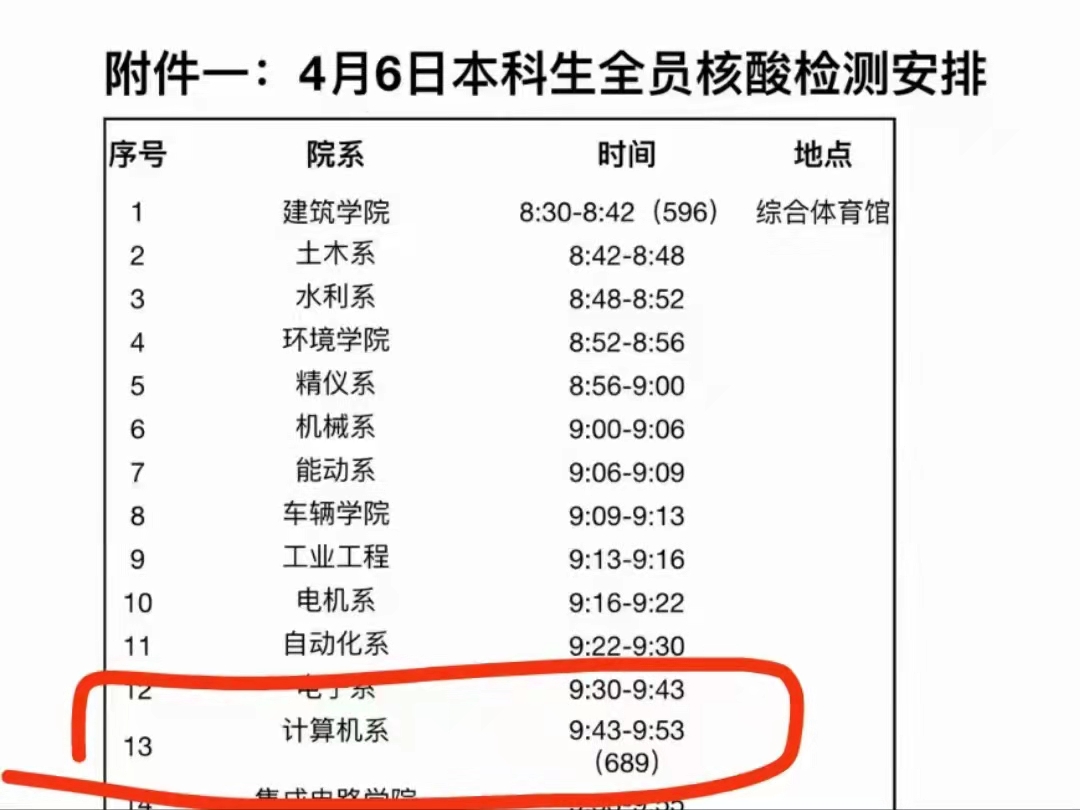 附件一：4月6日本科生全员核酸检测安排
序号 院系 时间 地点
1 建筑学院 8:30-8:42（596） 综合体育馆
2 土木系 8:42-8:48
3 水利系 8:48-8:52
4 环境学院 8:52-8:56
5 精仪系 8:56-9:00
6 机械系 9:00-9:06
7 能动系 9:06-9:09
8 车辆学院 9:09-9:13
9 工业工程 9:13-9:16
10 电机系 9:16-9:22
11 自动化系 9:22-9:30
12 电子系 9:30-9:43
13 计算机系 9:43-9:53
（689）
14 集成电路学院